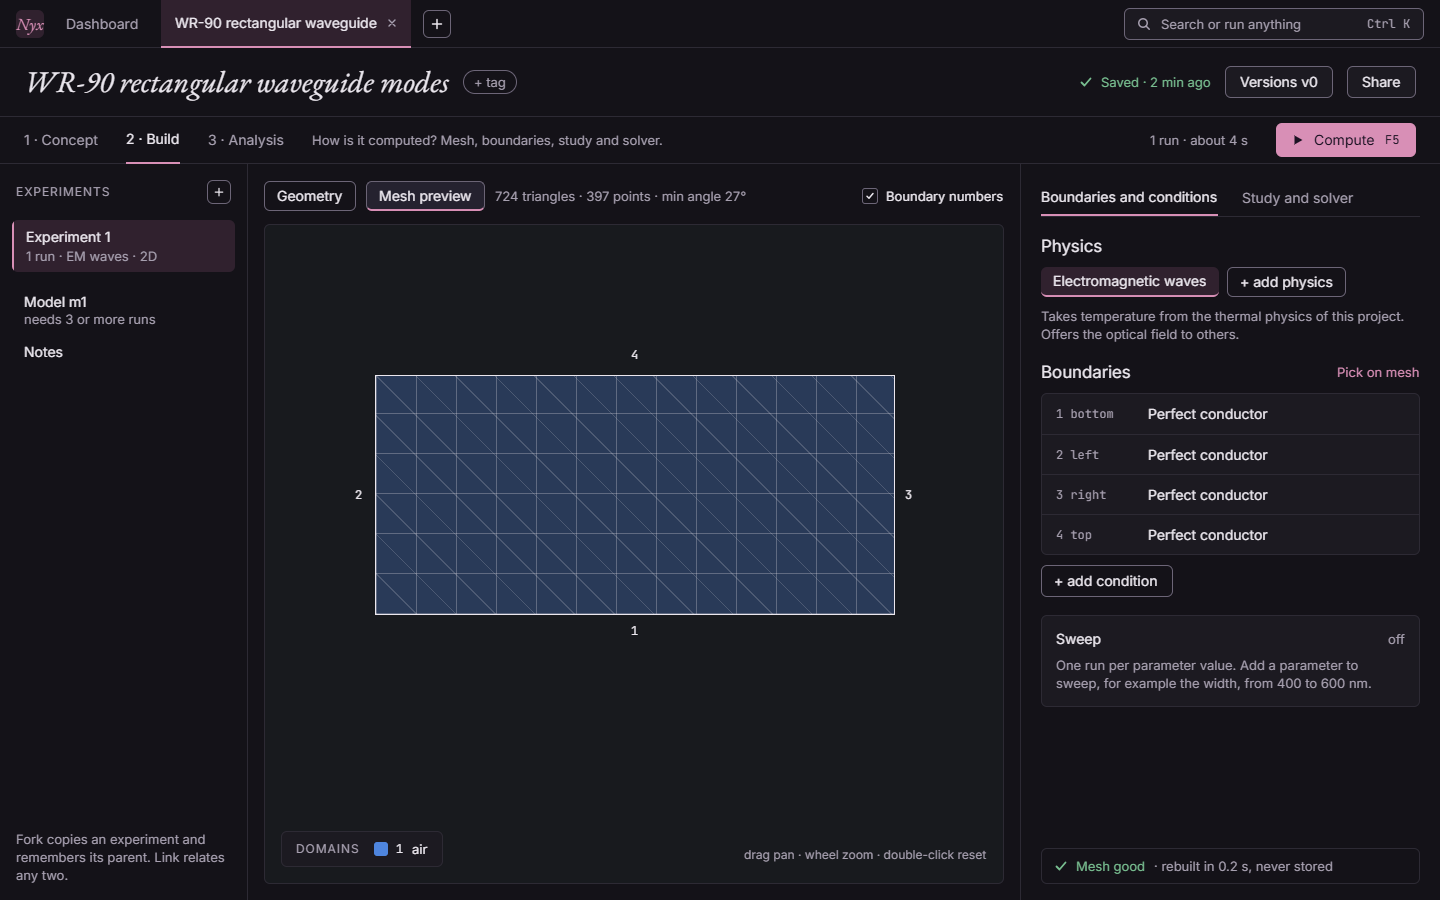 Nyx
Dashboard
WR-90 rectangular waveguide ×
+
Search or run anything Ctrl K
WR-90 rectangular waveguide modes
+ tag
Saved · 2 min ago
Versions v0
Share
1 · Concept
2 · Build
3 · Analysis
How is it computed? Mesh, boundaries, study and solver.
1 run · about 4 s
Compute F5
EXPERIMENTS
+
Experiment 1
1 run · EM waves · 2D
Model m1
needs 3 or more runs
Notes
Fork copies an experiment and
remembers its parent. Link relates
any two.
Geometry
Mesh preview
724 triangles · 397 points · min angle 27°
Boundary numbers
4
2
3
1
DOMAINS 1 air
drag pan · wheel zoom · double-click reset
Boundaries and conditions
Study and solver
Physics
Electromagnetic waves
+ add physics
Takes temperature from the thermal physics of this project.
Offers the optical field to others.
Boundaries
Pick on mesh
1 bottom Perfect conductor
2 left Perfect conductor
3 right Perfect conductor
4 top Perfect conductor
+ add condition
Sweep off
One run per parameter value. Add a parameter to
sweep, for example the width, from 400 to 600 nm.
Mesh good · rebuilt in 0.2 s, never stored